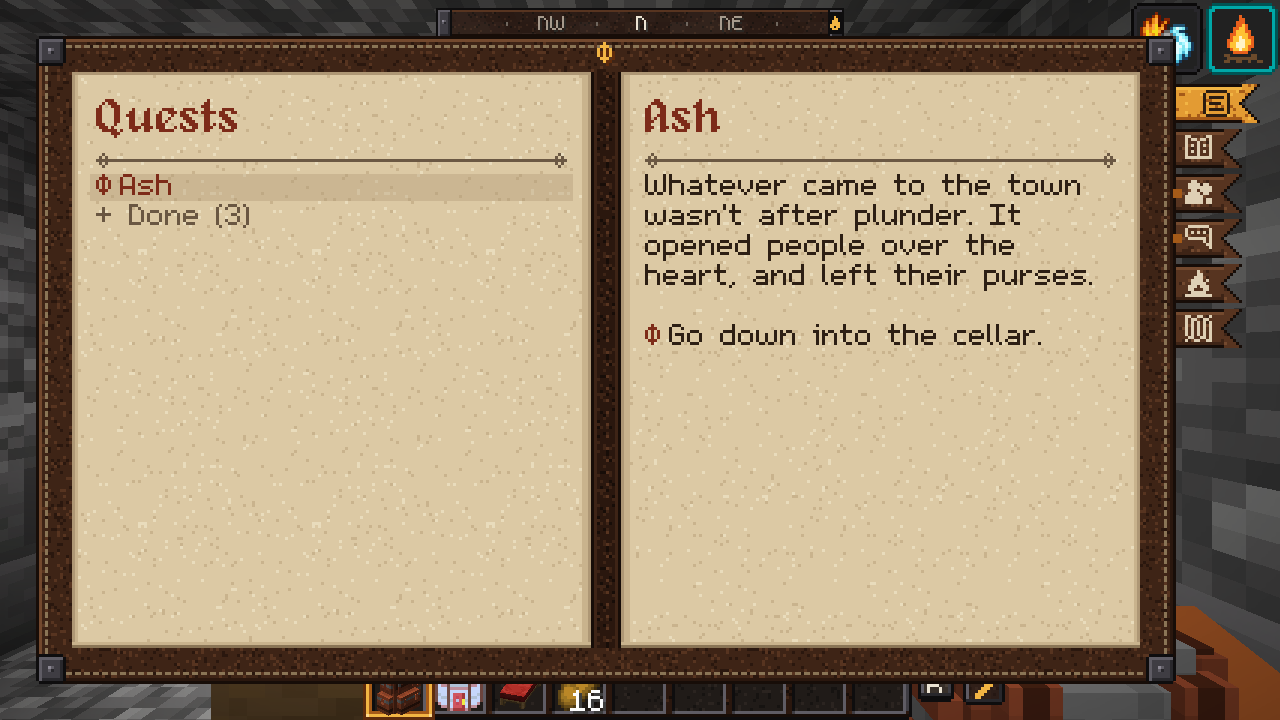 NW N NE
Quests
Ash
+ Done (3)
Ash
Whatever came to the town
wasn't after plunder. It
opened people over the
heart, and left their purses.
Go down into the cellar.
16